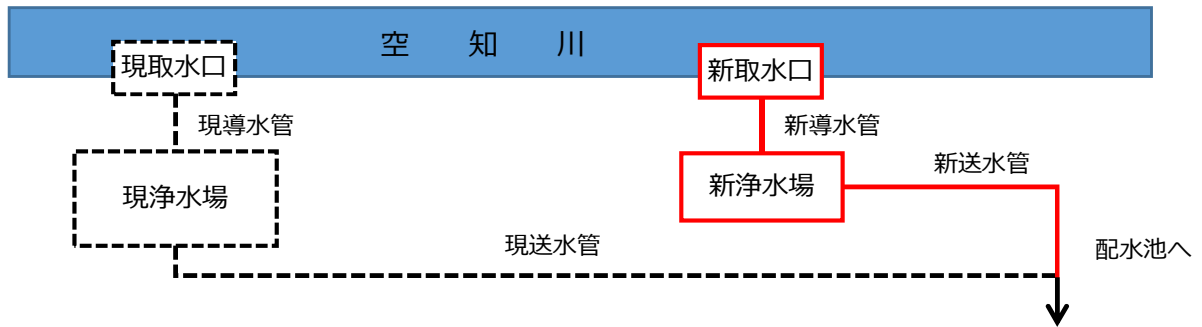 空知川
現取水口
新取水口
現導水管
新導水管
現浄水場
新浄水場
新送水管
現送水管
配水池へ